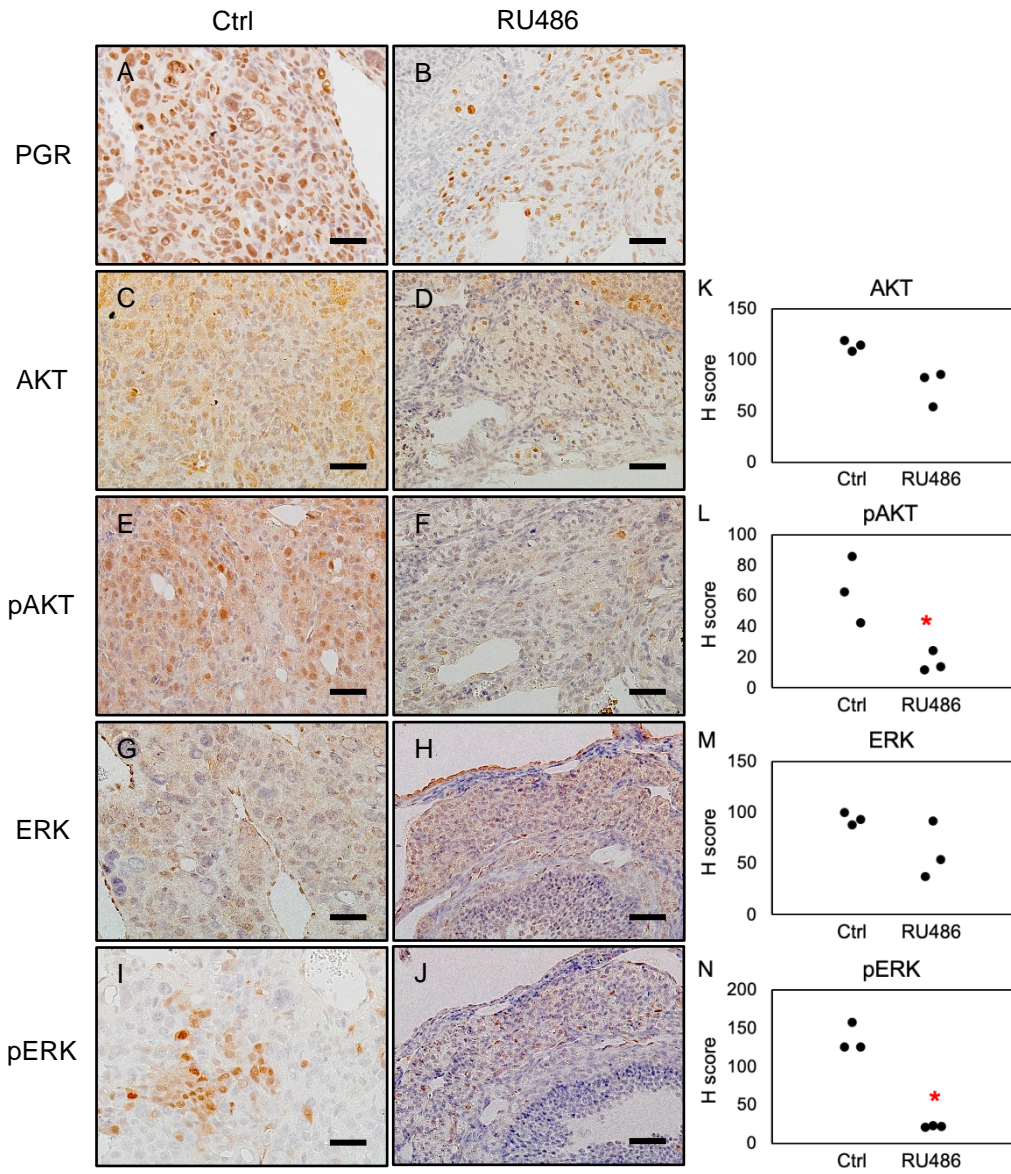 Ctrl RU486
PGR A B
AKT C D
pAKT E F
ERK G H
pERK I J
K AKT
H score
150
100
50
0
Ctrl RU486
L pAKT
H score
100
80
60
40
*
20
0
Ctrl RU486
M ERK
H score
150
100
50
0
Ctrl RU486
N pERK
H score
200
150
100
*
50
0
Ctrl RU486